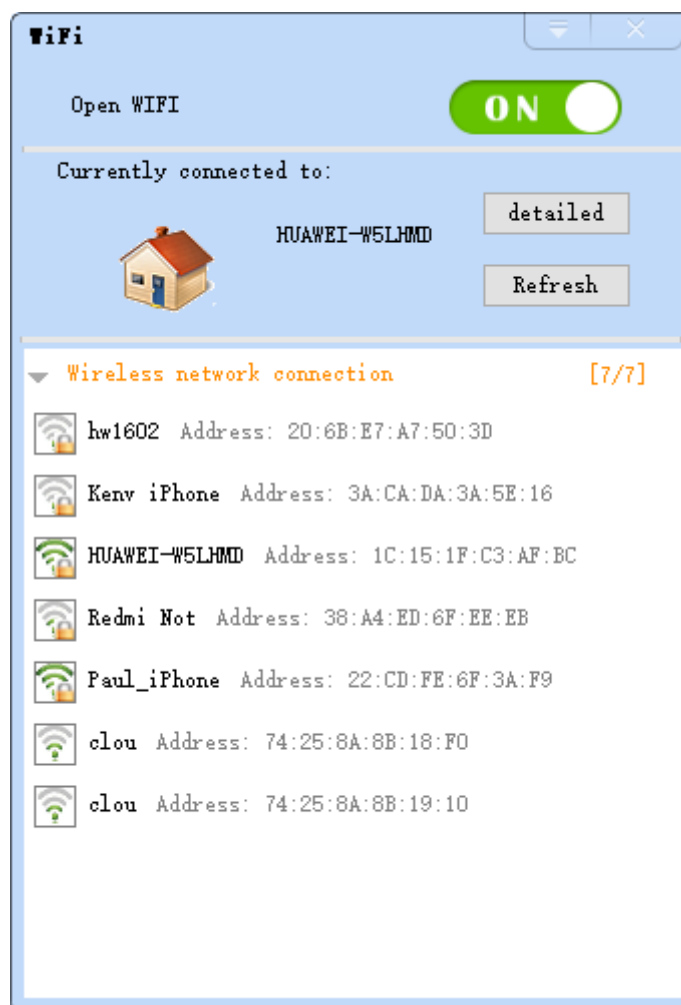 WiFi
Open WIFI
ON
Currently connected to:
detailed
HUAWEI-W5LHMD
Refresh
Wireless network connection [7/7]
hw1602 Address: 20:6B:E7:A7:50:3D
Kenv iPhone Address: 3A:CA:DA:3A:5E:16
HUAWEI-W5LHMD Address: 1C:15:1F:C3:AF:BC
Redmi Not Address: 38:A4:ED:6F:EE:EB
Paul_iPhone Address: 22:CD:FE:6F:3A:F9
clou Address: 74:25:8A:8B:18:F0
clou Address: 74:25:8A:8B:19:10